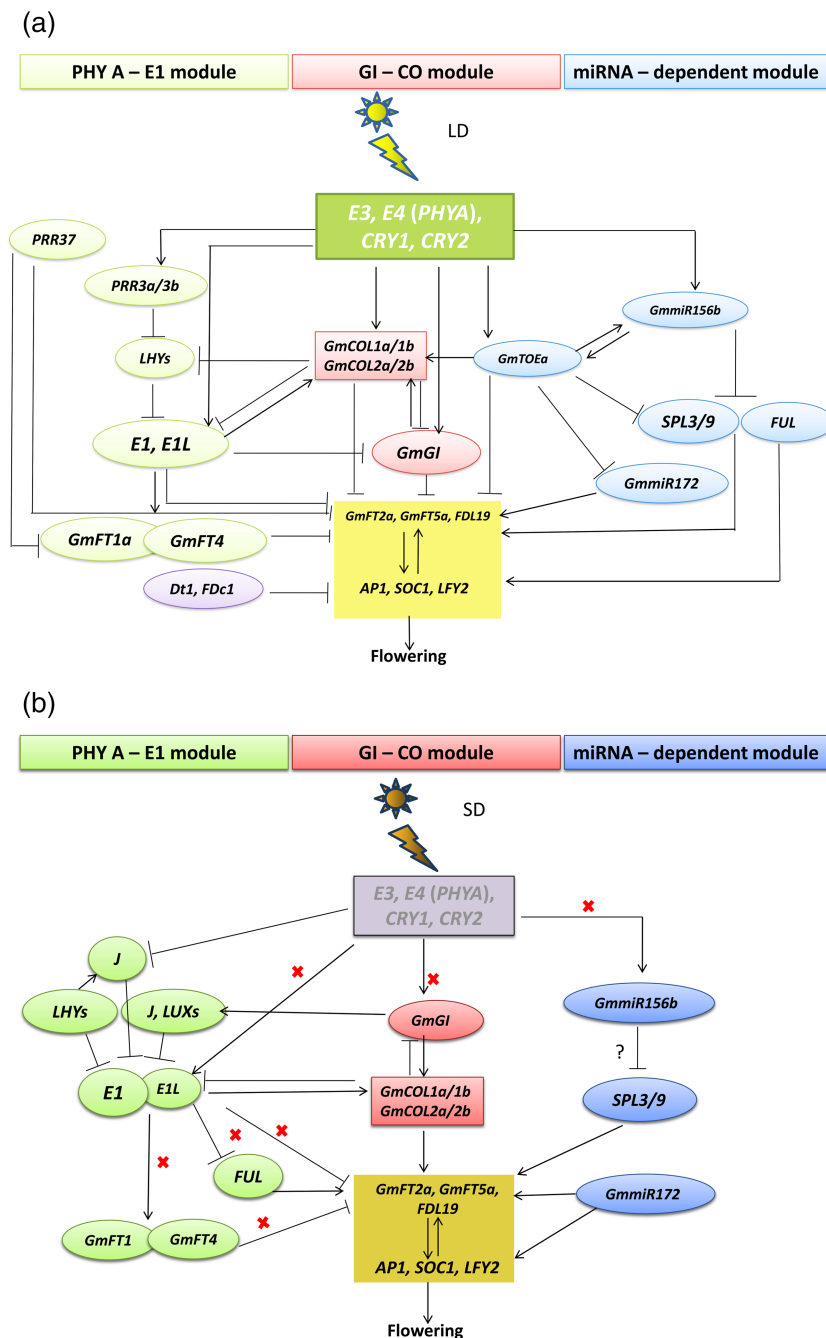 (a)
PHY A – E1 module
GI – CO module
miRNA – dependent module
LD
E3, E4 (PHYA),
CRY1, CRY2
PRR37
PRR3a/3b
GmmiR156b
LHYs
GmCOL1a/1b
GmCOL2a/2b
GmTOEa
E1, E1L
GmGI
SPL3/9
FUL
GmmiR172
GmFT1a
GmFT4
GmFT2a, GmFT5a, FDL19
Dt1, FDc1
AP1, SOC1, LFY2
Flowering
(b)
PHY A – E1 module
GI – CO module
miRNA – dependent module
SD
E3, E4 (PHYA),
CRY1, CRY2
J
LHYs
J, LUXs
GmGI
GmmiR156b
?
E1
E1L
GmCOL1a/1b
GmCOL2a/2b
SPL3/9
FUL
GmFT2a, GmFT5a,
FDL19
GmmiR172
GmFT1
GmFT4
AP1, SOC1, LFY2
Flowering